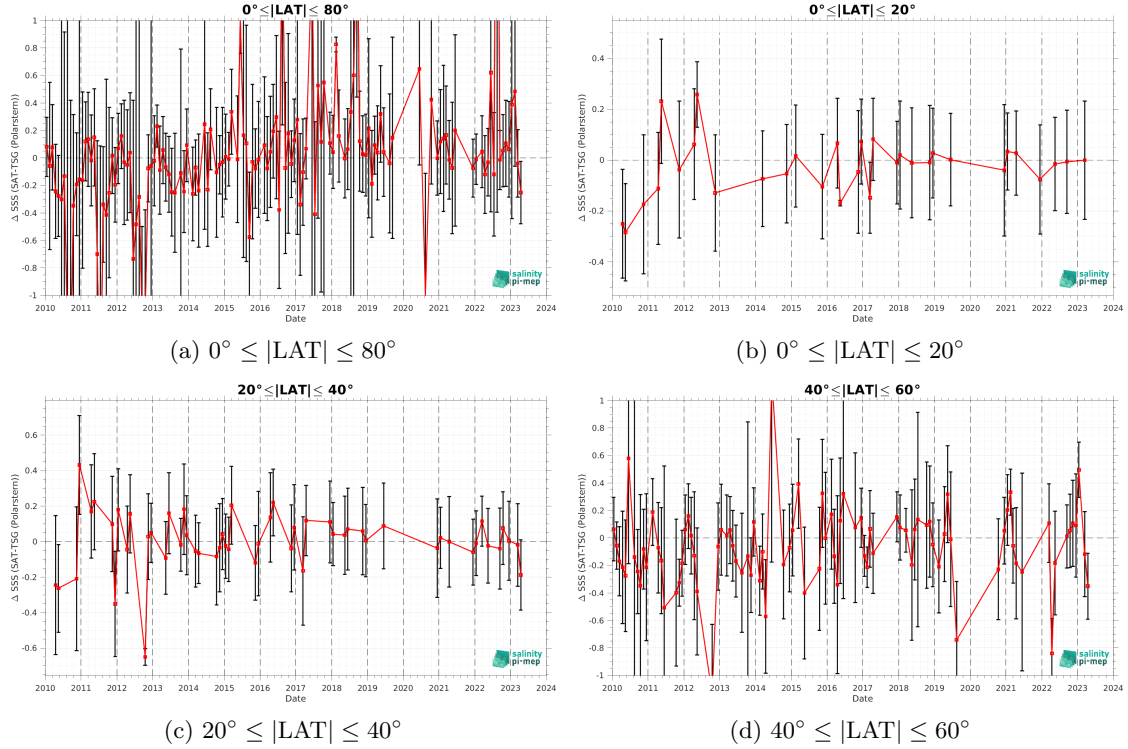 0°≤|LAT|≤ 80°
Δ SSS (SAT-TSG (Polarstern))
1
0.8
0.6
0.4
0.2
0
-0.2
-0.4
-0.6
-0.8
-1
2010 2011 2012 2013 2014 2015 2016 2017 2018 2019 2020 2021 2022 2023 2024
Date
salinity
pi-mep
(a) 0° ≤ |LAT| ≤ 80°
0°≤|LAT|≤ 20°
Δ SSS (SAT-TSG (Polarstern))
0.4
0.2
0
-0.2
-0.4
2010 2011 2012 2013 2014 2015 2016 2017 2018 2019 2020 2021 2022 2023 2024
Date
salinity
pi-mep
(b) 0° ≤ |LAT| ≤ 20°
20°≤|LAT|≤ 40°
Δ SSS (SAT-TSG (Polarstern))
0.6
0.4
0.2
0
-0.2
-0.4
-0.6
2010 2011 2012 2013 2014 2015 2016 2017 2018 2019 2020 2021 2022 2023 2024
Date
salinity
pi-mep
(c) 20° ≤ |LAT| ≤ 40°
40°≤|LAT|≤ 60°
Δ SSS (SAT-TSG (Polarstern))
1
0.8
0.6
0.4
0.2
0
-0.2
-0.4
-0.6
-0.8
-1
2010 2011 2012 2013 2014 2015 2016 2017 2018 2019 2020 2021 2022 2023 2024
Date
salinity
pi-mep
(d) 40° ≤ |LAT| ≤ 60°